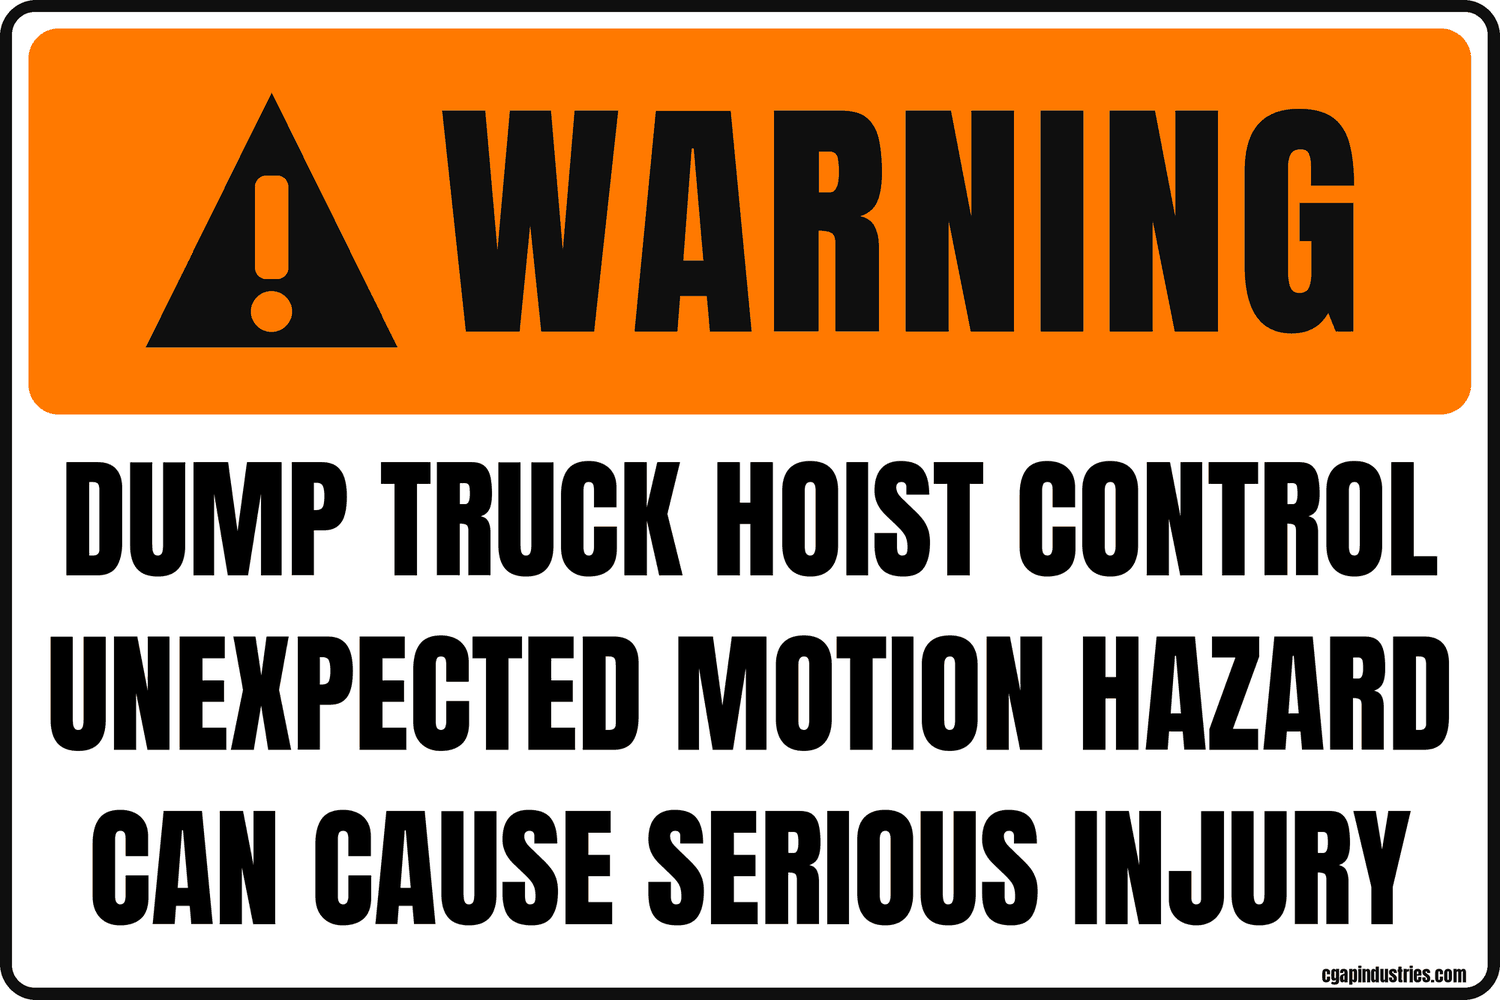 WARNING
DUMP TRUCK HOIST CONTROL
UNEXPECTED MOTION HAZARD
CAN CAUSE SERIOUS INJURY
cgapindustries.com